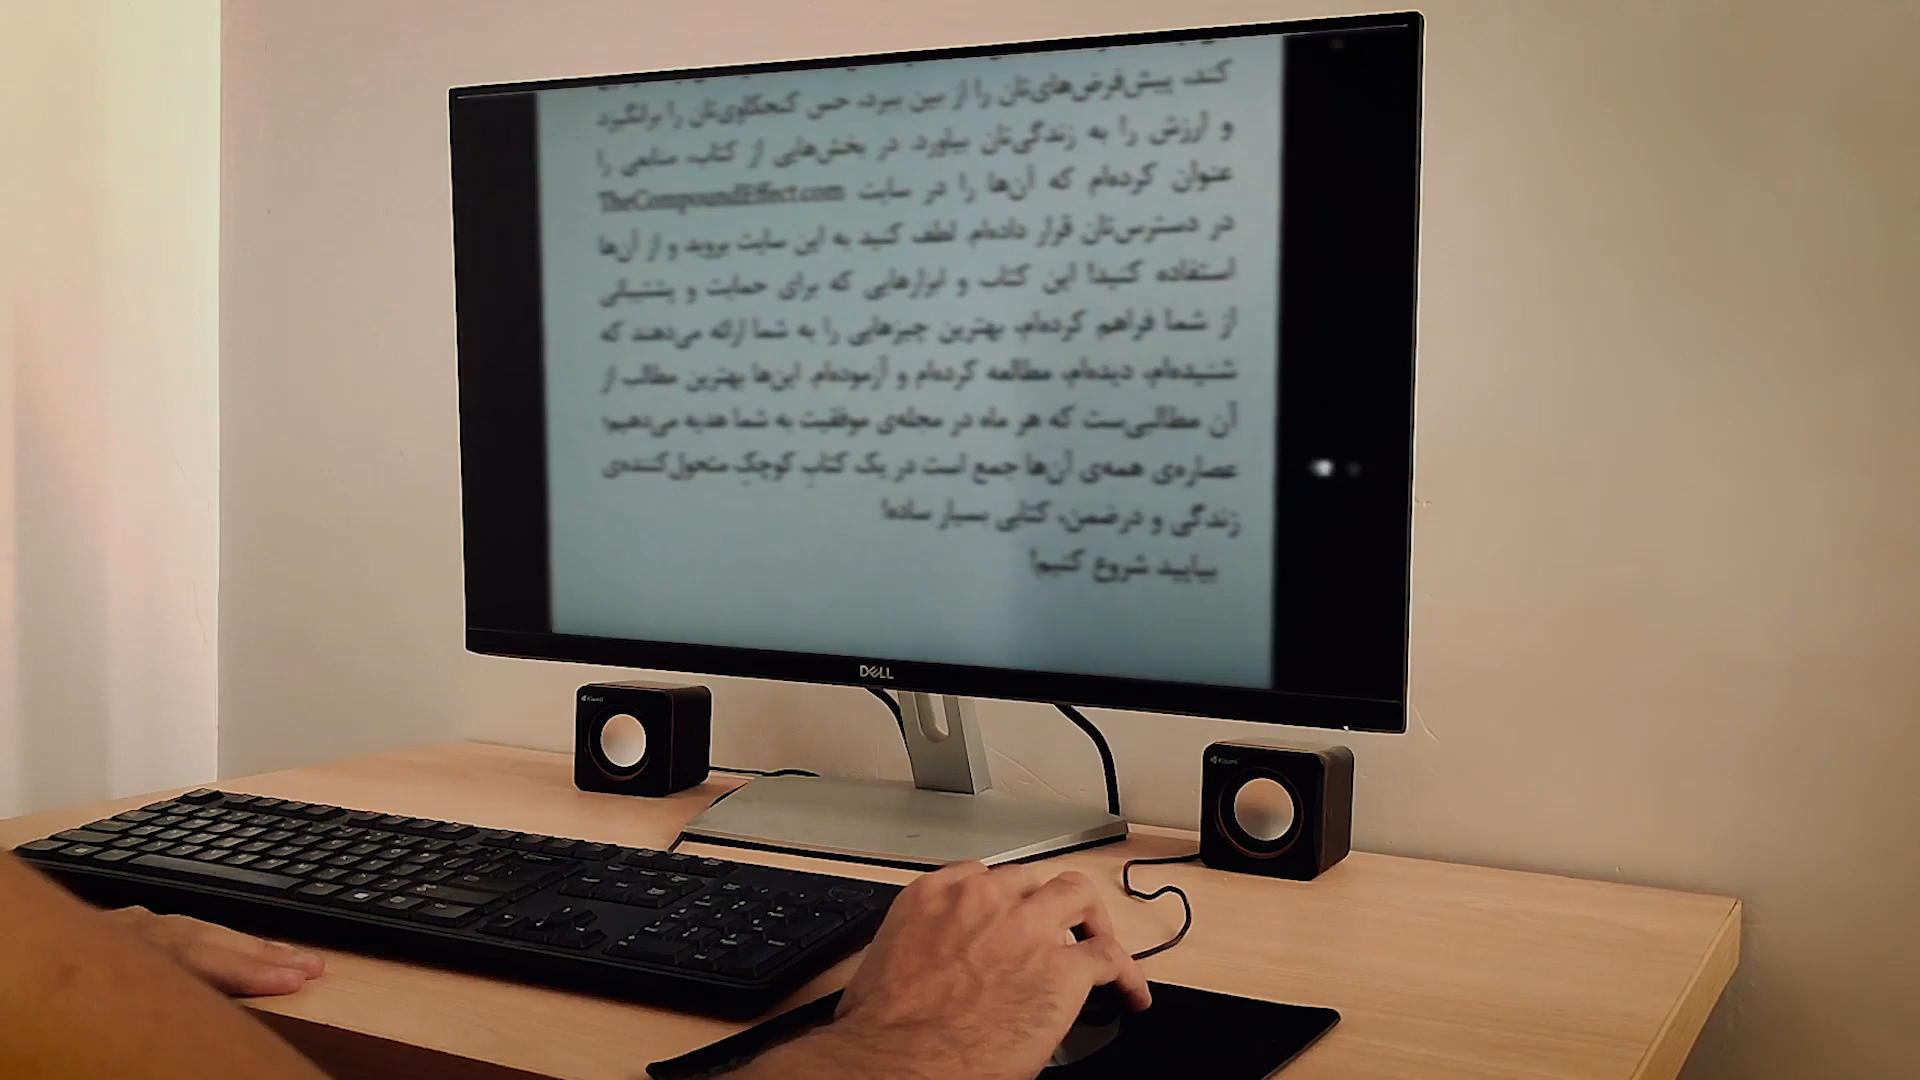 کند، پیش‌فرض‌های‌تان را از بین ببرد، حس کنجکاوی‌تان را برانگیزد
و ارزش را به زندگی‌تان بیاورد. در بخش‌هایی از کتاب، منابعی را
عنوان کرده‌ام که آن‌ها را در سایت TheCompoundEffect.com
در دسترس‌تان قرار داده‌ام. لطف کنید به این سایت بروید و از آن‌ها
استفاده کنید! این کتاب و ابزارهایی که برای حمایت و پشتیبانی
از شما فراهم کرده‌ام، بهترین چیزهایی را به شما ارائه می‌دهند که
شنیده‌ام، دیده‌ام، مطالعه کرده‌ام و آزموده‌ام. این‌ها بهترین مطالب از
آن مطالبی‌ست که هر ماه در مجله‌ی موفقیت به شما هدیه می‌دهیم؛
عصاره‌ی همه‌ی آن‌ها جمع است در یک کتابِ کوچکِ متحول‌کننده‌ی
زندگی و درضمن، کتابی بسیار ساده!
بیایید شروع کنیم!
DELL